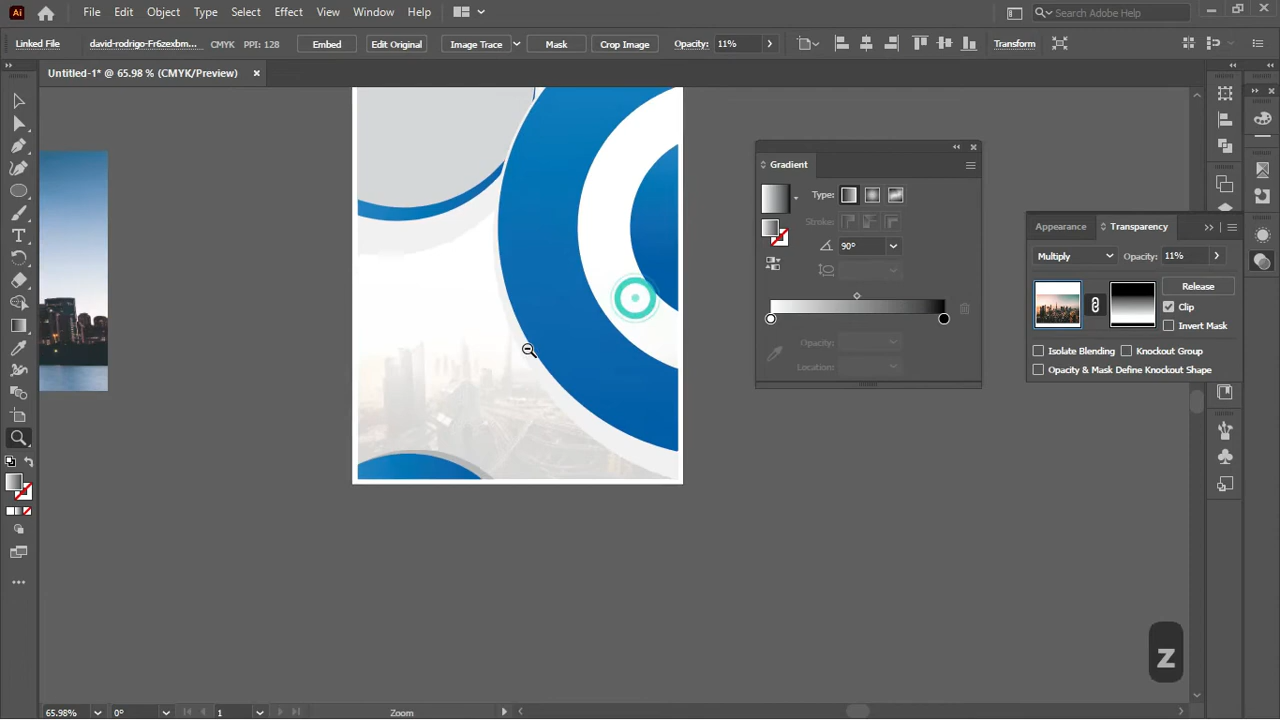 Ai File Edit Object Type Select Effect View Window Help Search Adobe Help
Linked File david-rodrigo-Fr6zexbm... CMYK PPI: 128 Embed Edit Original Image Trace Mask Crop Image Opacity: 11% Transform
Untitled-1* @ 65.98 % (CMYK/Preview)
Gradient
Type:
Stroke:
90°
Opacity:
Location:
Appearance Transparency
Multiply Opacity: 11%
Release
Clip
Invert Mask
Isolate Blending Knockout Group
Opacity & Mask Define Knockout Shape
T
z
65.98% 0° 1 Zoom